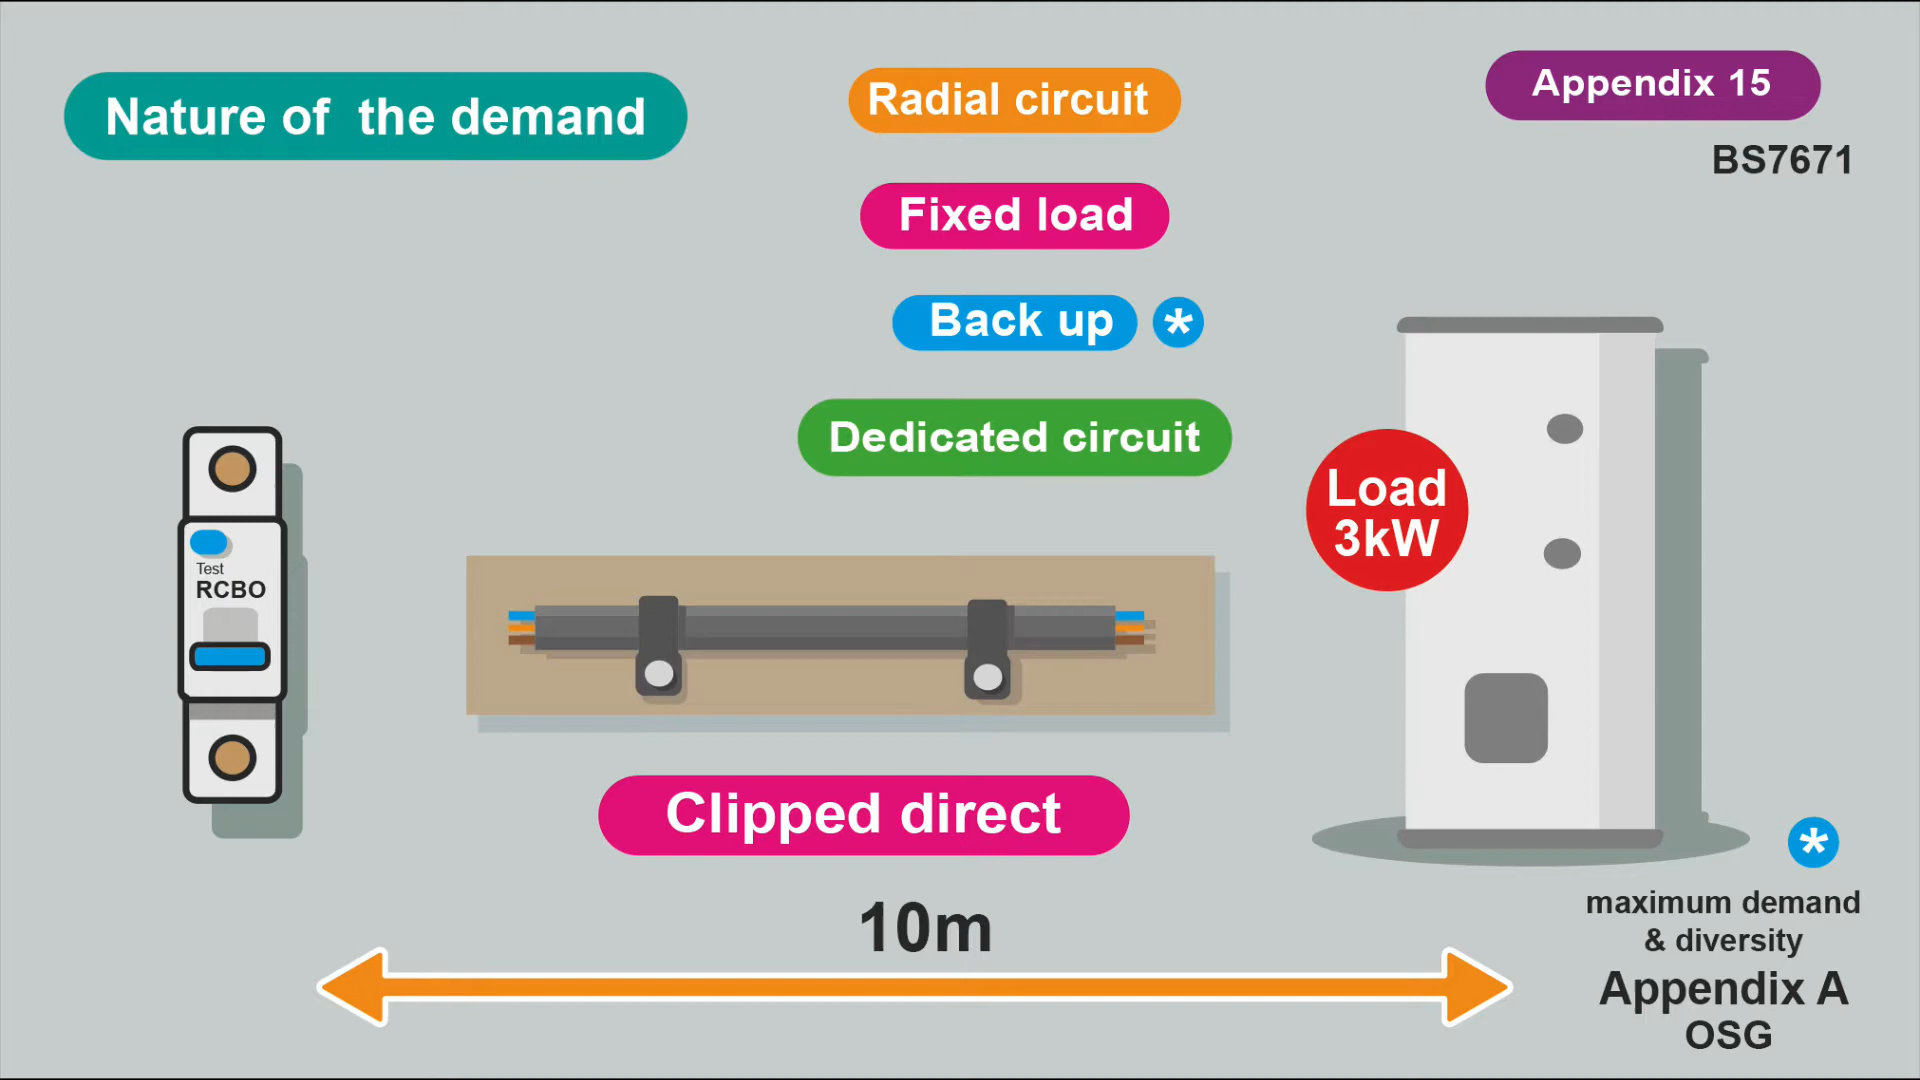 Nature of the demand
Radial circuit
Fixed load
Back up *
Dedicated circuit
Appendix 15
BS7671
Test
RCBO
Load
3kW
Clipped direct
10m
*
maximum demand
& diversity
Appendix A
OSG